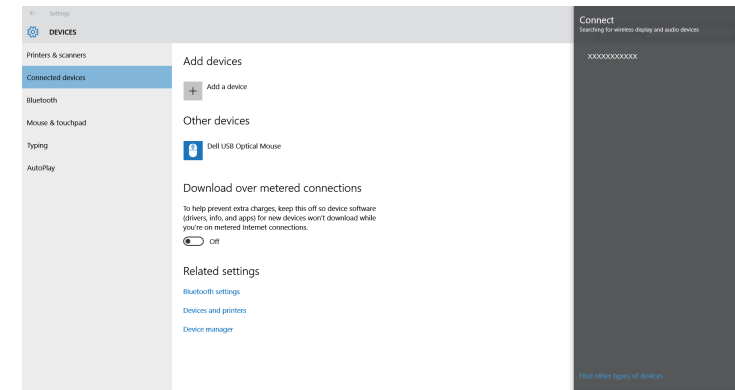 Settings
DEVICES
Printers & scanners
Connected devices
Bluetooth
Mouse & touchpad
Typing
AutoPlay
Add devices
Add a device
Other devices
Dell USB Optical Mouse
Download over metered connections
To help prevent extra charges, keep this off so device software
(drivers, info, and apps) for new devices won't download while
you're on metered Internet connections.
Off
Related settings
Bluetooth settings
Devices and printers
Device manager
Connect
Searching for wireless display and audio devices
XXXXXXXXXXX
Find other types of devices